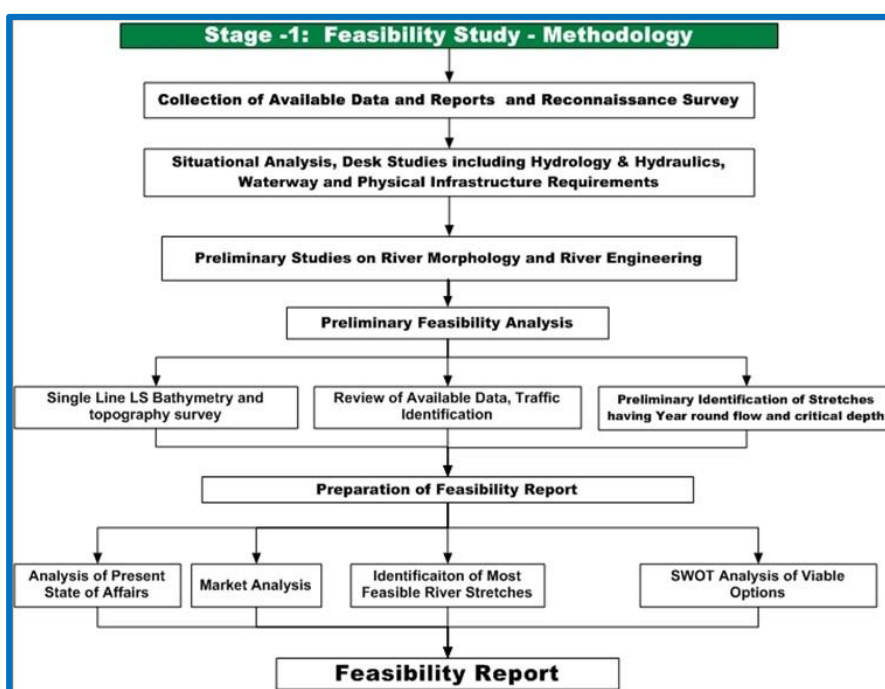 Stage -1: Feasibility Study - Methodology
Collection of Available Data and Reports and Reconnaissance Survey
Situational Analysis, Desk Studies including Hydrology & Hydraulics,
Waterway and Physical Infrastructure Requirements
Preliminary Studies on River Morphology and River Engineering
Preliminary Feasibility Analysis
Single Line LS Bathymetry and
topography survey
Review of Available Data, Traffic
Identification
Preliminary Identification of Stretches
having Year round flow and critical depth
Preparation of Feasibility Report
Analysis of Present
State of Affairs
Market Analysis
Identificaiton of Most
Feasible River Stretches
SWOT Analysis of Viable
Options
Feasibility Report